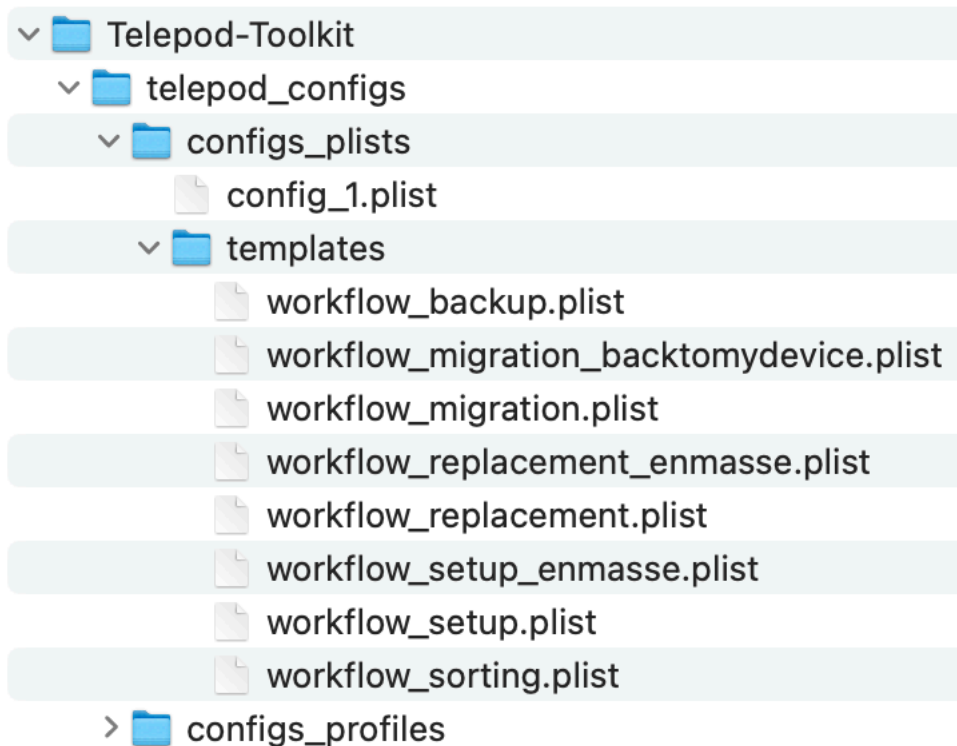 Telepod-Toolkit
telepod_configs
configs_plists
config_1.plist
templates
workflow_backup.plist
workflow_migration_backtomydevice.plist
workflow_migration.plist
workflow_replacement_enmasse.plist
workflow_replacement.plist
workflow_setup_enmasse.plist
workflow_setup.plist
workflow_sorting.plist
configs_profiles